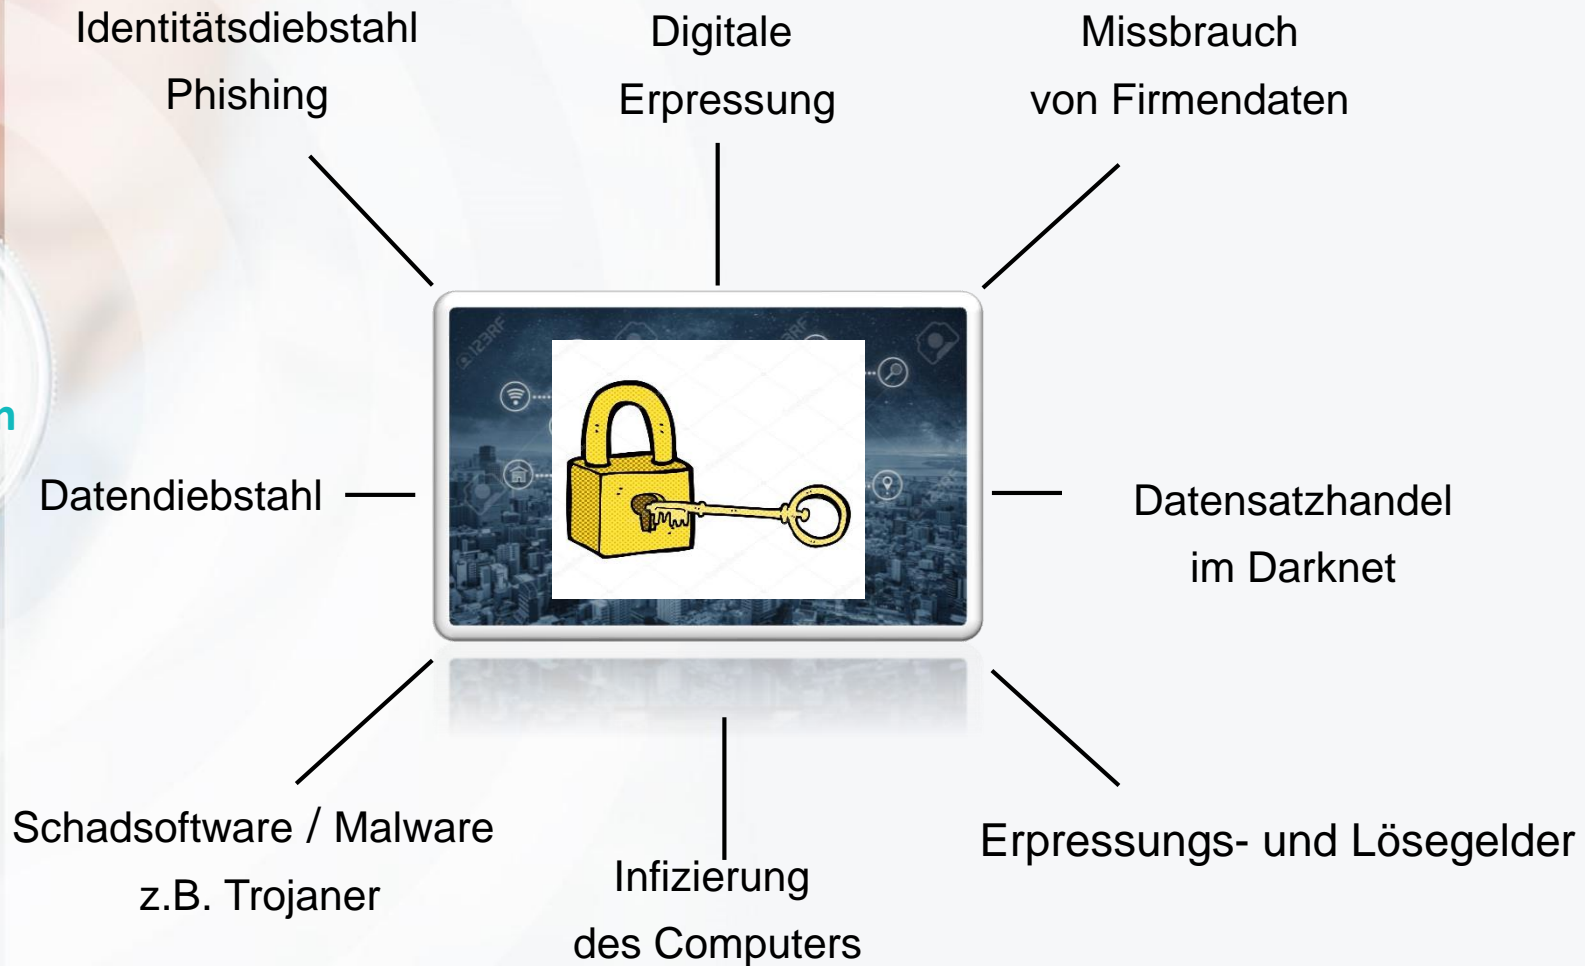 Identitätsdiebstahl
Phishing
Digitale
Erpressung
Missbrauch
von Firmendaten
123RF
n
Datendiebstahl
Datensatzhandel
im Darknet
Schadsoftware / Malware
z.B. Trojaner
Infizierung
des Computers
Erpressungs- und Lösegelder